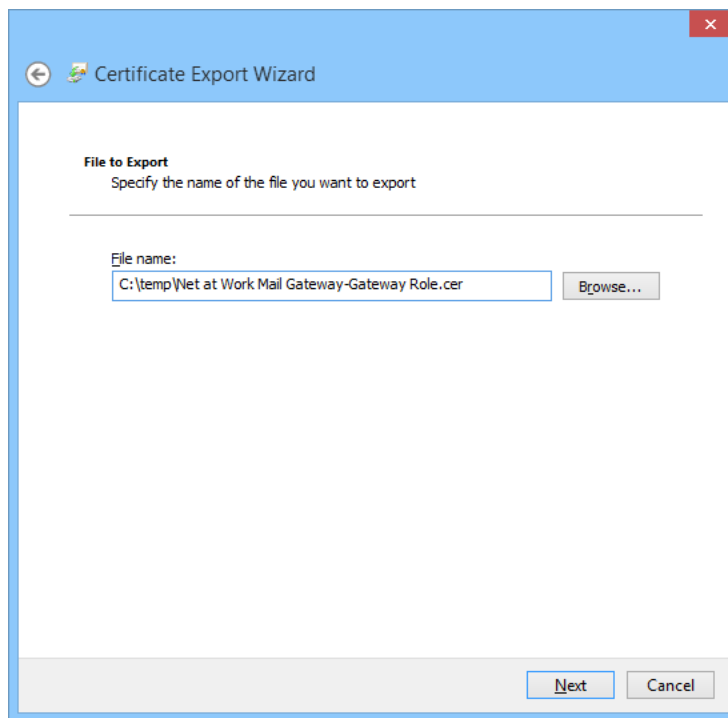 Certificate Export Wizard
File to Export
Specify the name of the file you want to export
File name:
C:\temp\Net at Work Mail Gateway-Gateway Role.cer
Browse...
Next
Cancel